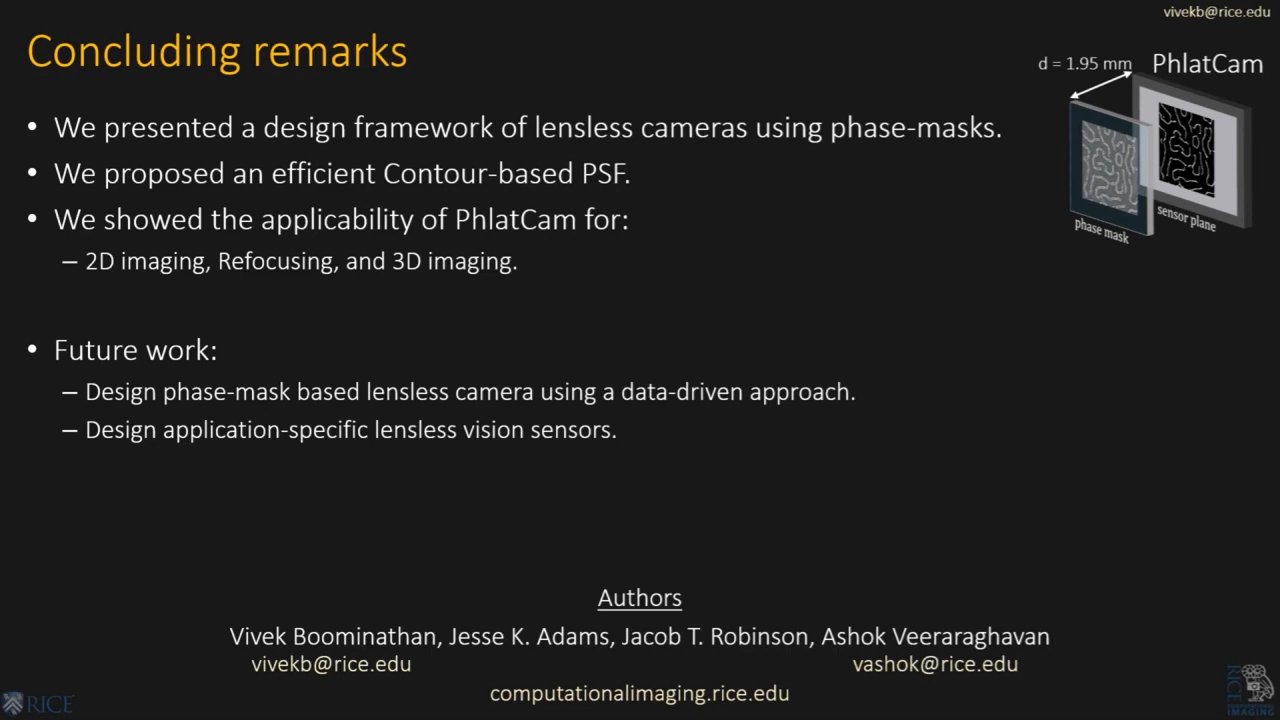 vivekb@rice.edu
Concluding remarks
d = 1.95 mm
PhlatCam
• We presented a design framework of lensless cameras using phase-masks.
• We proposed an efficient Contour-based PSF.
• We showed the applicability of PhlatCam for:
– 2D imaging, Refocusing, and 3D imaging.
phase mask
sensor plane
• Future work:
– Design phase-mask based lensless camera using a data-driven approach.
– Design application-specific lensless vision sensors.
Authors
Vivek Boominathan, Jesse K. Adams, Jacob T. Robinson, Ashok Veeraraghavan
vivekb@rice.edu vashok@rice.edu
computationalimaging.rice.edu
RICE
RICE
IMAGING